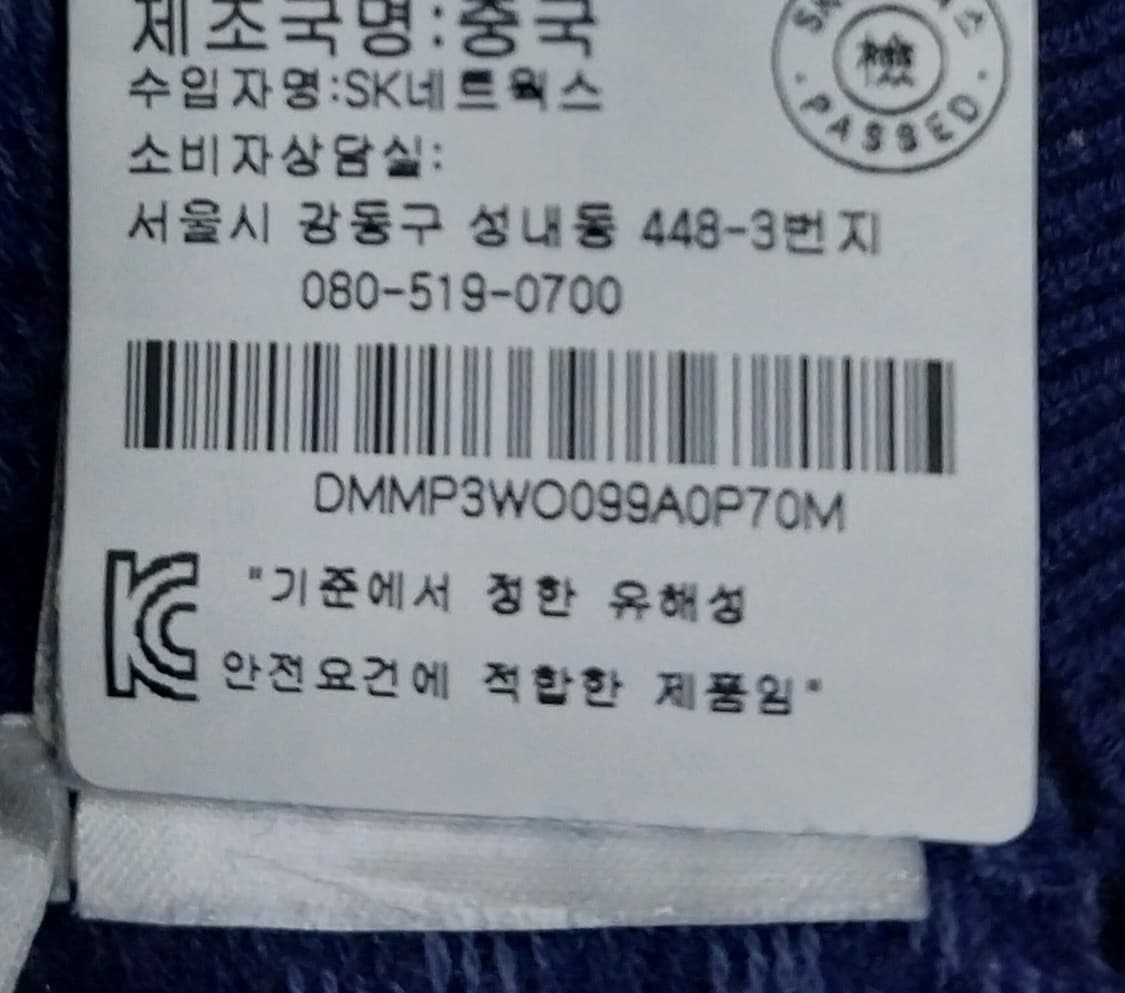 제조국명:중국
수입자명:SK네트웍스
소비자상담실:
서울시 강동구 성내동 448-3번지
080-519-0700
DMMP3WO099A0P70M
"기준에서 정한 유해성
안전요건에 적합한 제품임"
PASSED